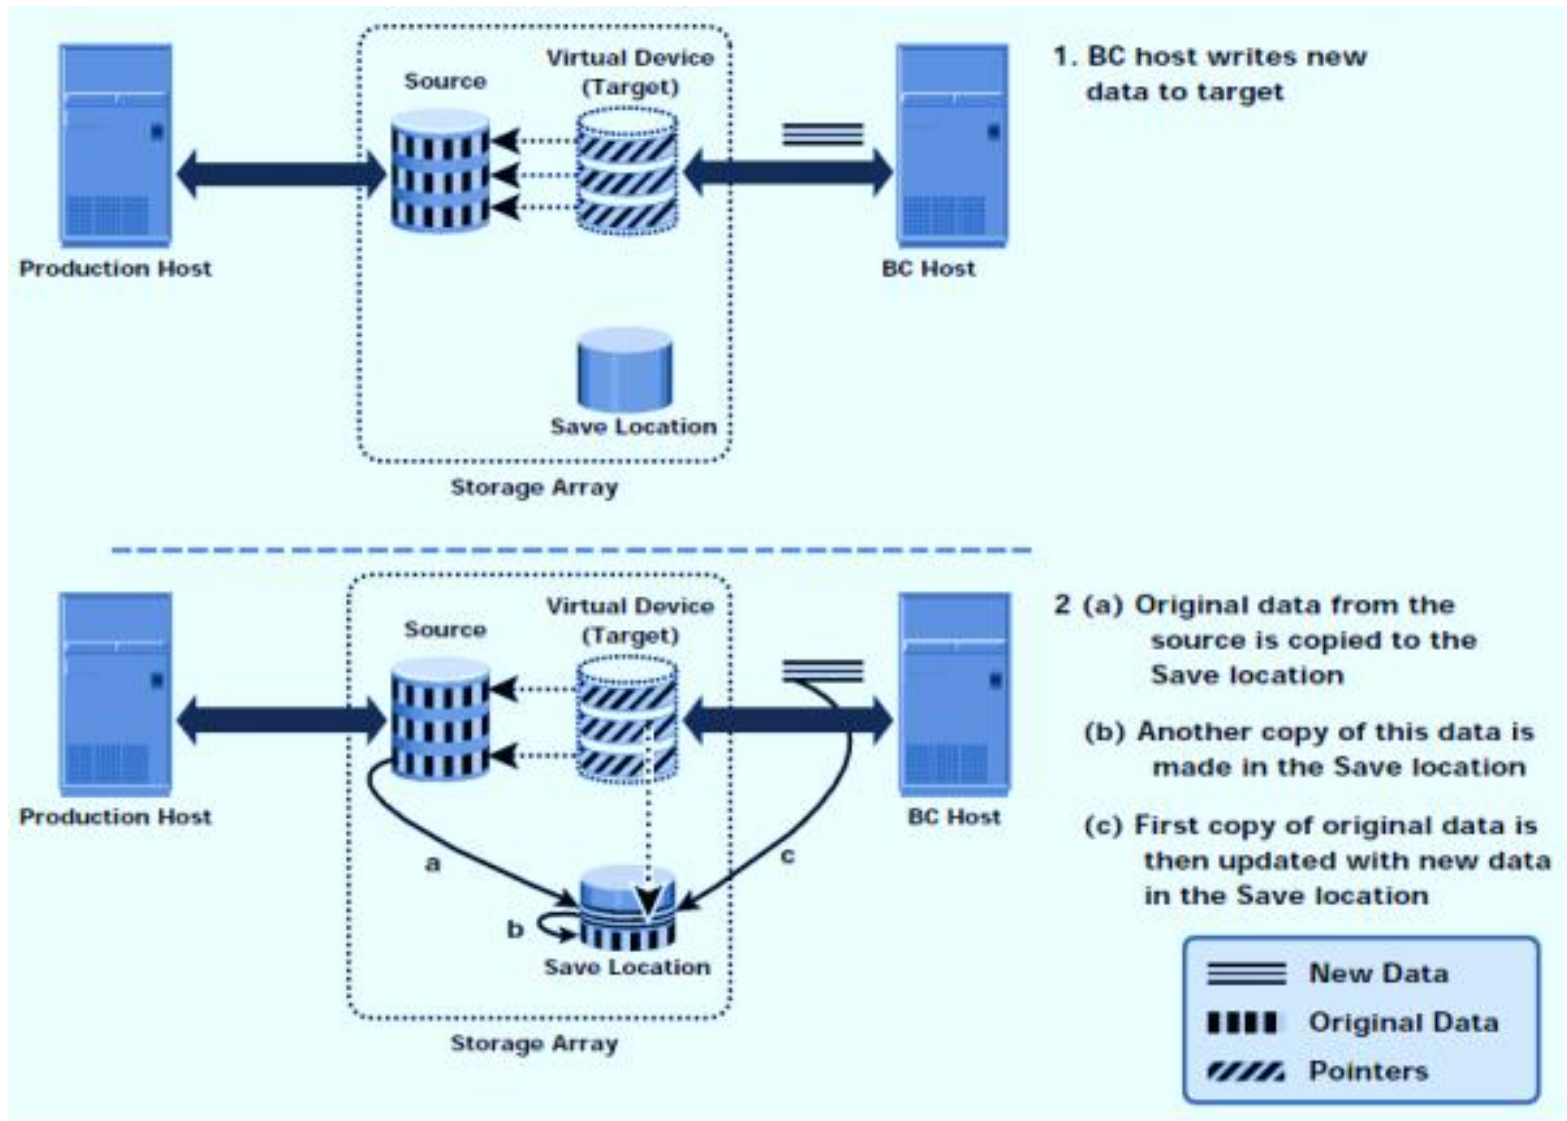 Virtual Device
(Target)
Source
1. BC host writes new
data to target
Production Host
BC Host
Save Location
Storage Array
Virtual Device
(Target)
Source
2 (a) Original data from the
source is copied to the
Save location
(b) Another copy of this data is
made in the Save location
Production Host
BC Host
(c) First copy of original data is
then updated with new data
in the Save location
a
c
b
Save Location
Storage Array
New Data
Original Data
Pointers